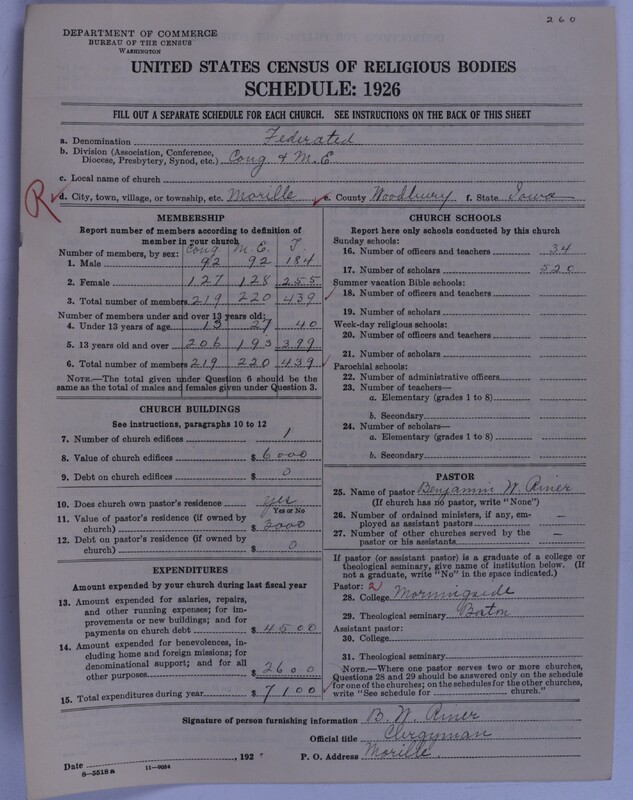 260
DEPARTMENT OF COMMERCE
BUREAU OF THE CENSUS
WASHINGTON
UNITED STATES CENSUS OF RELIGIOUS BODIES
SCHEDULE: 1926
FILL OUT A SEPARATE SCHEDULE FOR EACH CHURCH. SEE INSTRUCTIONS ON THE BACK OF THIS SHEET
a. Denomination Federated
b. Division (Association, Conference, Diocese, Presbytery, Synod, etc.) Cong & M.E
c. Local name of church
R d. City, town, village, or township, etc. Morille e. County Woodbury f. State Iowa
MEMBERSHIP
Report number of members according to definition of member in your church
Number of members, by sex: Cong M.E. T
1. Male 92 92 184
2. Female 127 128 255
3. Total number of members 219 220 439
Number of members under and over 13 years old:
4. Under 13 years of age 13 27 40
5. 13 years old and over 206 193 399
6. Total number of members 219 220 439
NOTE.—The total given under Question 6 should be the same as the total of males and females given under Question 3.
CHURCH BUILDINGS
See instructions, paragraphs 10 to 12
7. Number of church edifices 1
8. Value of church edifices $ 6000
9. Debt on church edifices $ 0
10. Does church own pastor's residence yes
Yes or No
11. Value of pastor's residence (if owned by church) $ 3000
12. Debt on pastor's residence (if owned by church) $ 0
EXPENDITURES
Amount expended by your church during last fiscal year
13. Amount expended for salaries, repairs, and other running expenses; for improvements or new buildings; and for payments on church debt $ 4500
14. Amount expended for benevolences, including home and foreign missions; for denominational support; and for all other purposes $ 2600
15. Total expenditures during year $ 7100
CHURCH SCHOOLS
Report here only schools conducted by this church
Sunday schools:
16. Number of officers and teachers 34
17. Number of scholars 520
Summer vacation Bible schools:
18. Number of officers and teachers
19. Number of scholars
Week-day religious schools:
20. Number of officers and teachers
21. Number of scholars
Parochial schools:
22. Number of administrative officers
23. Number of teachers—
a. Elementary (grades 1 to 8)
b. Secondary
24. Number of scholars—
a. Elementary (grades 1 to 8)
b. Secondary
PASTOR
25. Name of pastor Benjamin W. Riner
(If church has no pastor, write "None")
26. Number of ordained ministers, if any, employed as assistant pastors —
27. Number of other churches served by the pastor or his assistants —
If pastor (or assistant pastor) is a graduate of a college or theological seminary, give name of institution below. (If not a graduate, write "No" in the space indicated.)
Pastor: 2
28. College Morningside
29. Theological seminary Boston
Assistant pastor:
30. College
31. Theological seminary
NOTE.—Where one pastor serves two or more churches, Questions 28 and 29 should be answered only on the schedule for one of the churches; on the schedules for the other churches, write "See schedule for church."
Signature of person furnishing information B. W. Riner
Official title Clergyman
Date , 192 P. O. Address Morille
8—5518a 11—9054